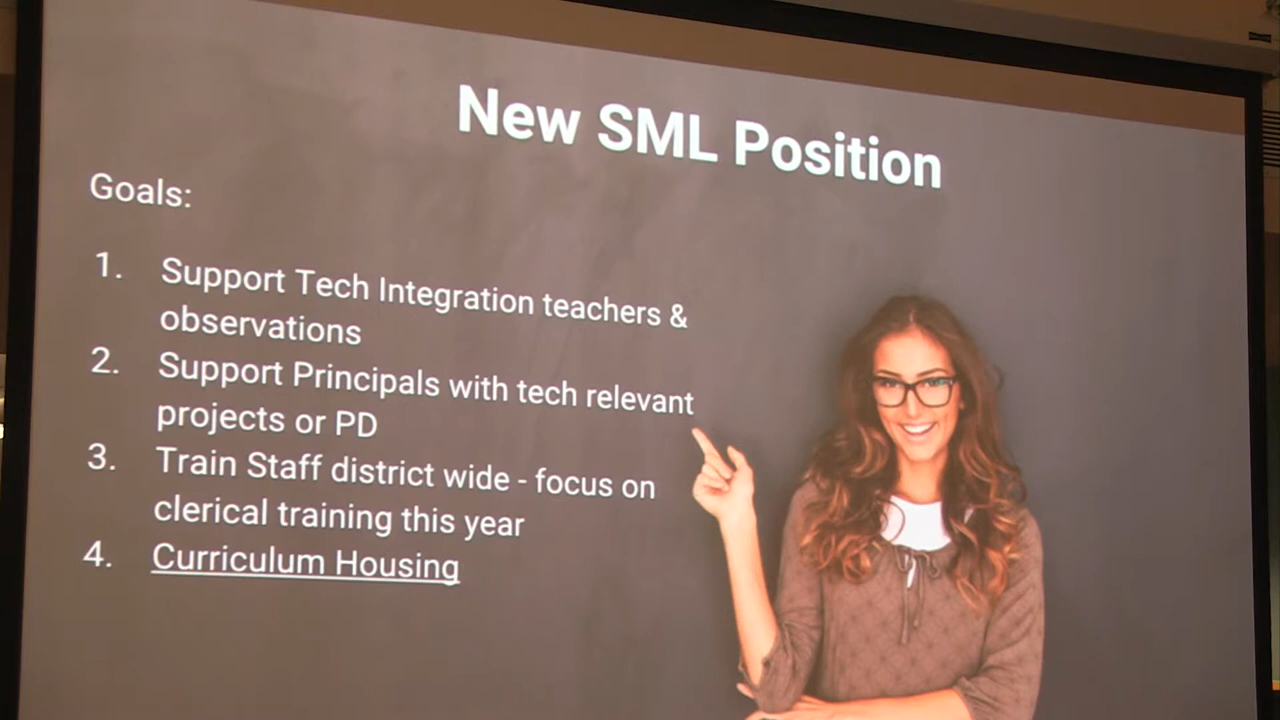 New SML Position
Goals:
1. Support Tech Integration teachers &
observations
2. Support Principals with tech relevant
projects or PD
3. Train Staff district wide - focus on
clerical training this year
4. Curriculum Housing